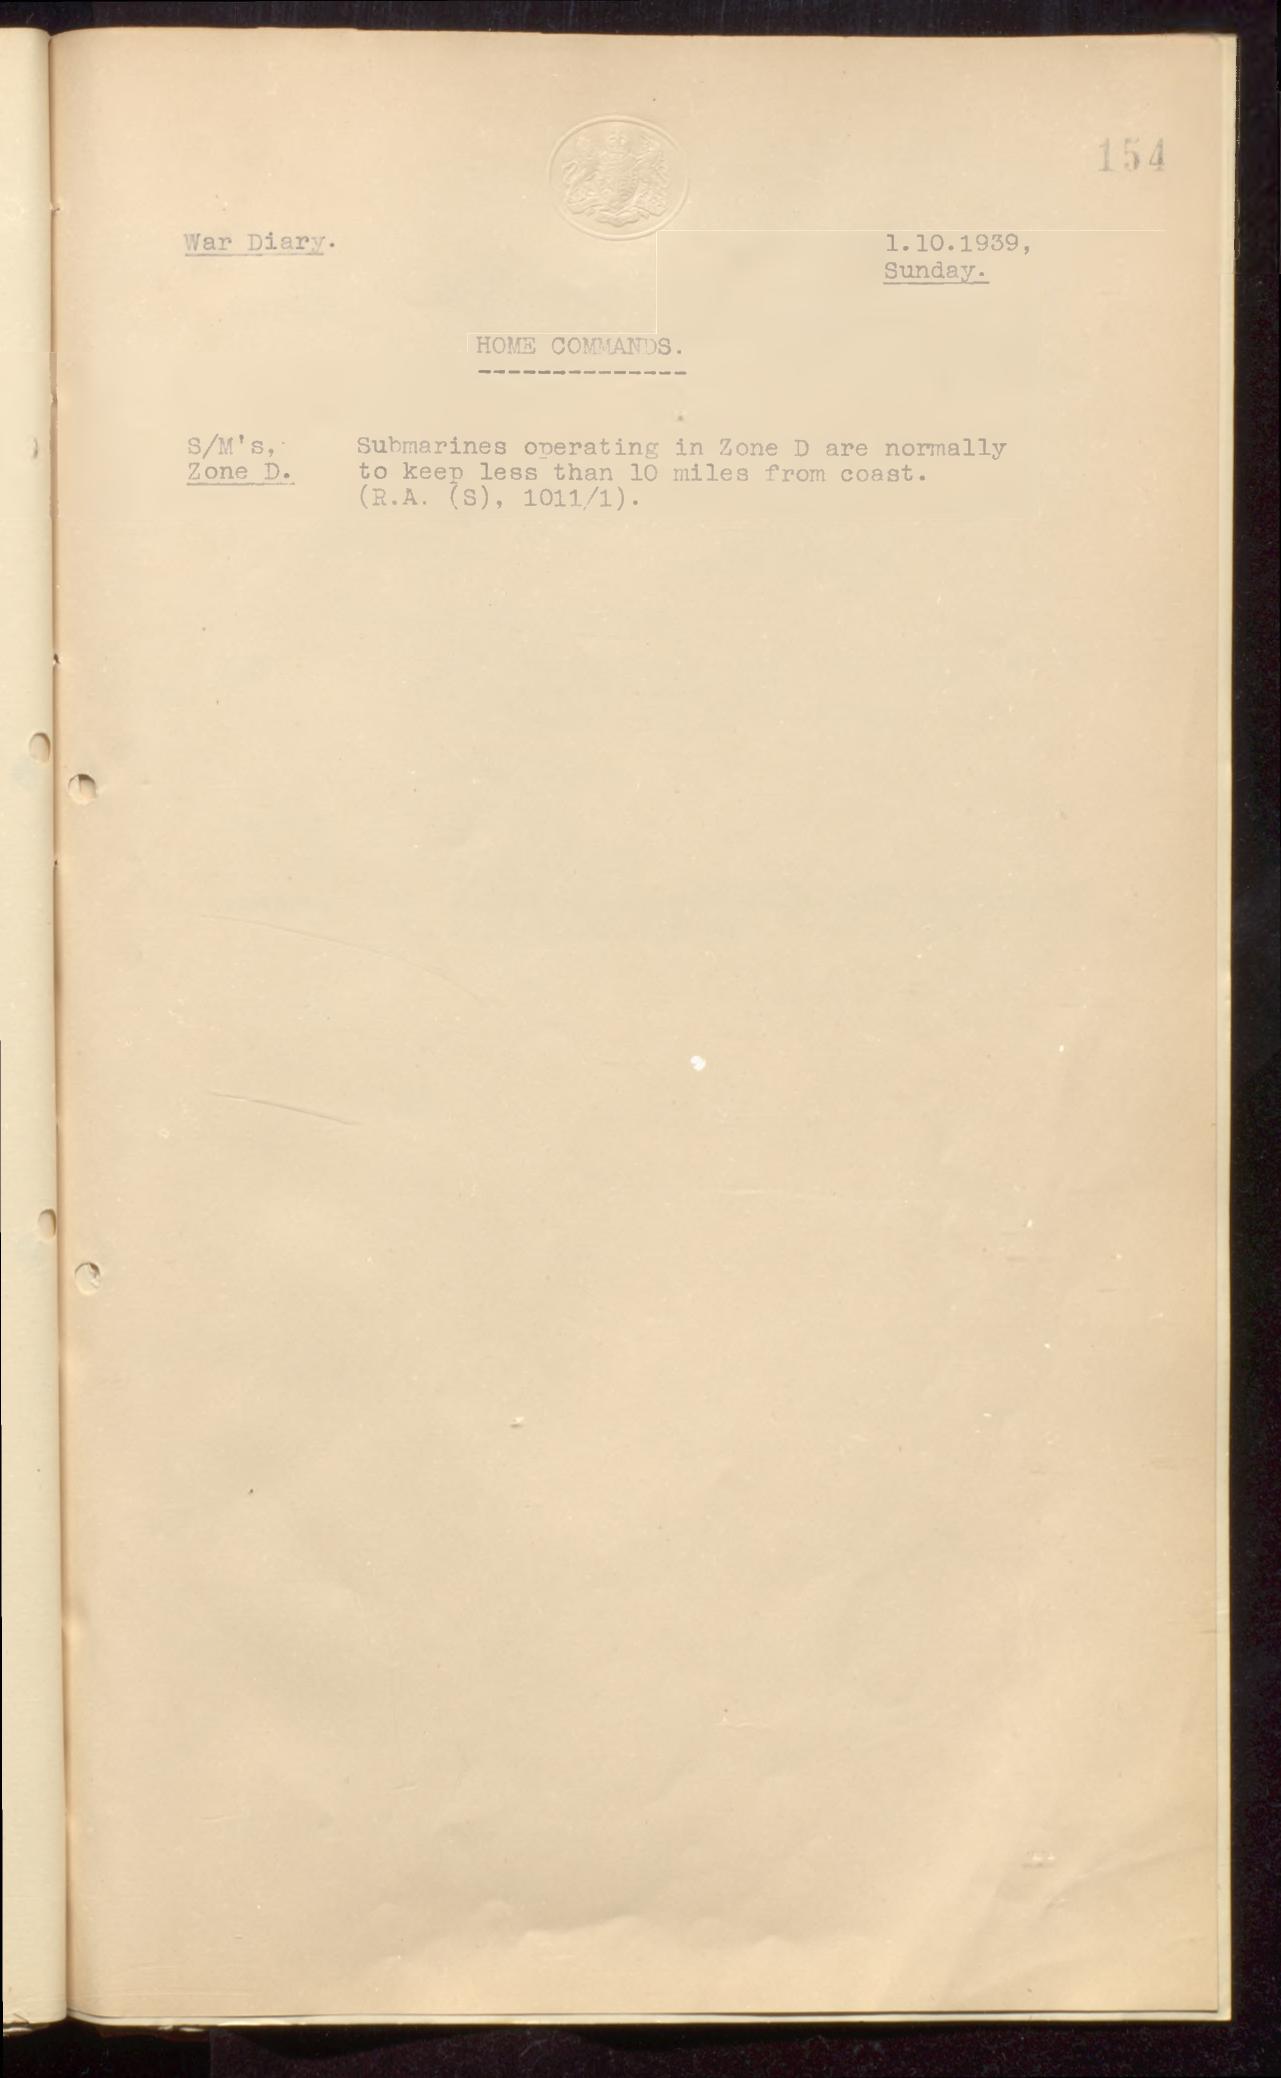 154
War Diary.
1.10.1939,
Sunday.
HOME COMMANDS.
S/M's,
Zone D.
Submarines operating in Zone D are normally
to keep less than 10 miles from coast.
(R.A. (S), 1011/1).